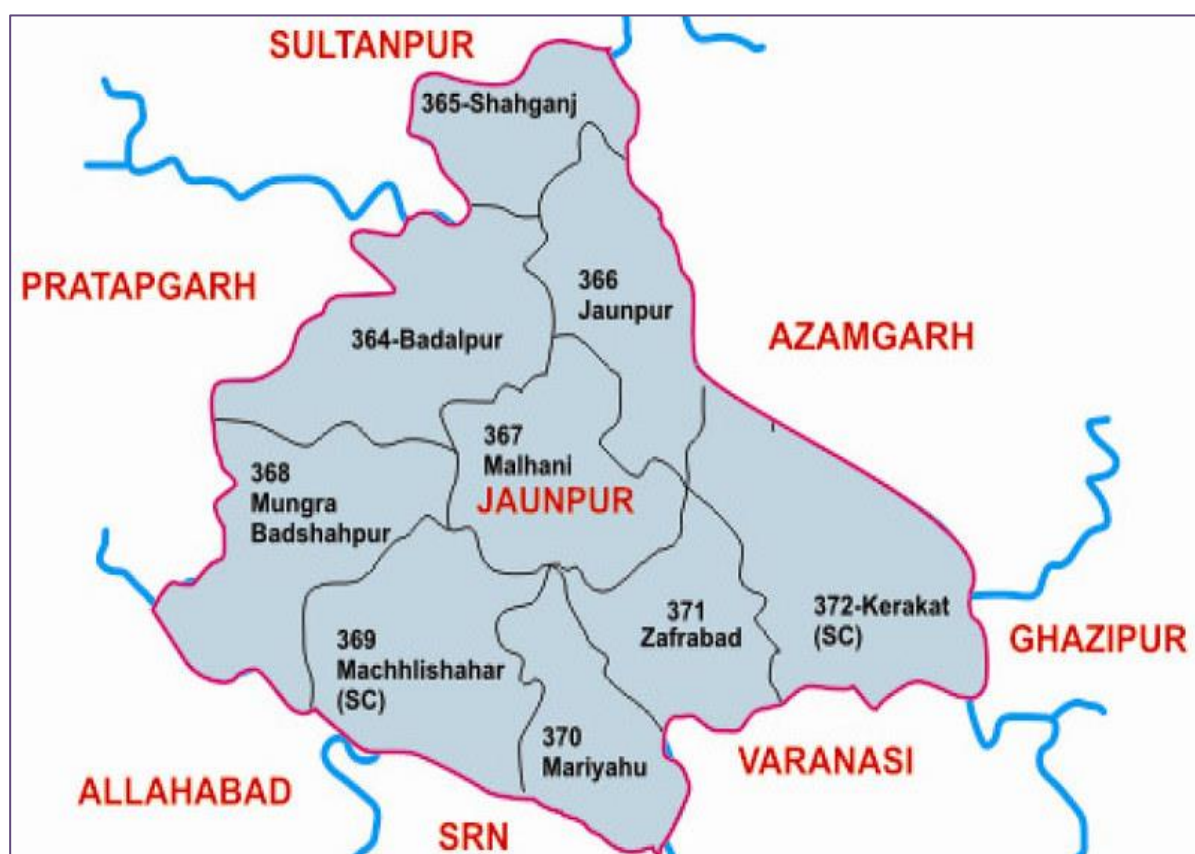 SULTANPUR
365-Shahganj
PRATAPGARH
366
Jaunpur
364-Badalpur
AZAMGARH
367
Malhani
JAUNPUR
368
Mungra
Badshahpur
369
Machhlishahar
(SC)
371
Zafrabad
372-Kerakat
(SC)
GHAZIPUR
370
Mariyahu
VARANASI
ALLAHABAD
SRN